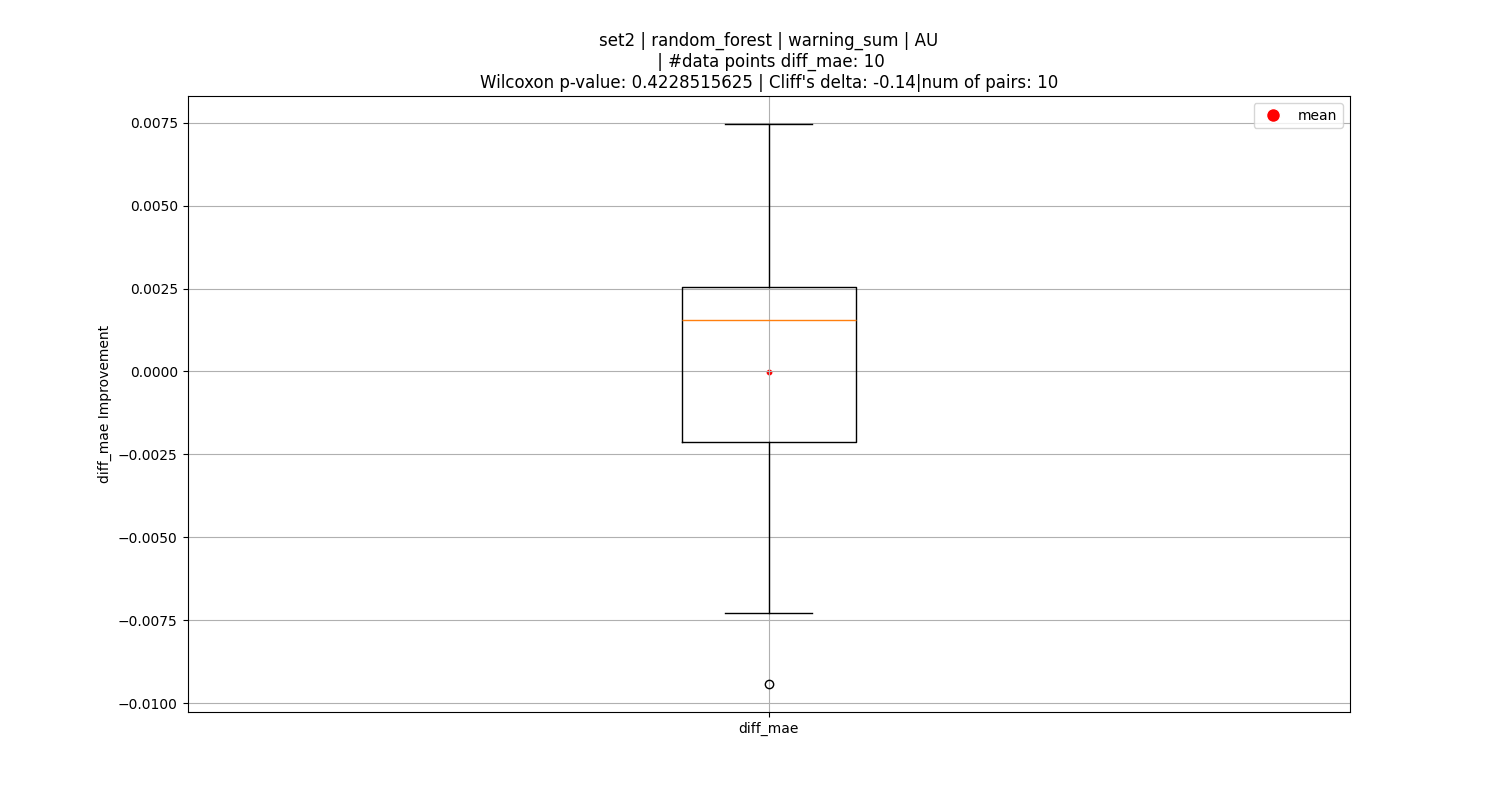 set2 | random_forest | warning_sum | AU
| #data points diff_mae: 10
Wilcoxon p-value: 0.4228515625 | Cliff's delta: -0.14|num of pairs: 10
mean
0.0075
0.0050
0.0025
0.0000
−0.0025
−0.0050
−0.0075
−0.0100
diff_mae Improvement
diff_mae